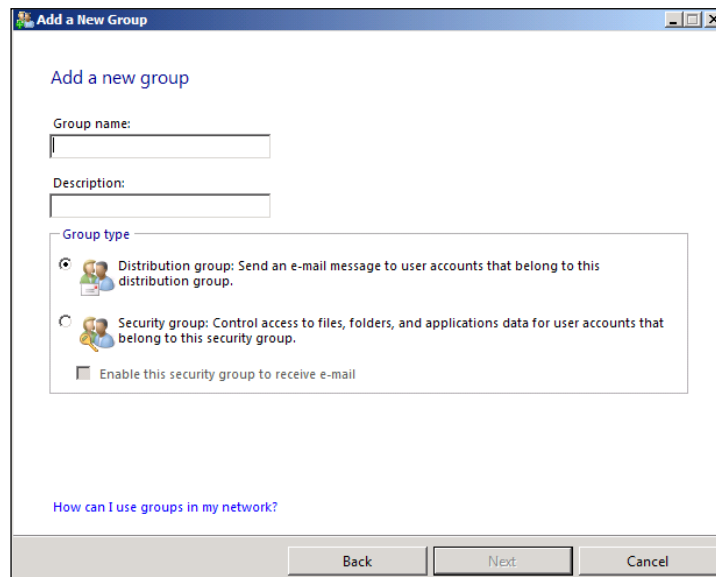 Add a New Group
Add a new group
Group name:
Description:
Group type
Distribution group: Send an e-mail message to user accounts that belong to this
distribution group.
Security group: Control access to files, folders, and applications data for user accounts that
belong to this security group.
Enable this security group to receive e-mail
How can I use groups in my network?
Back
Next
Cancel